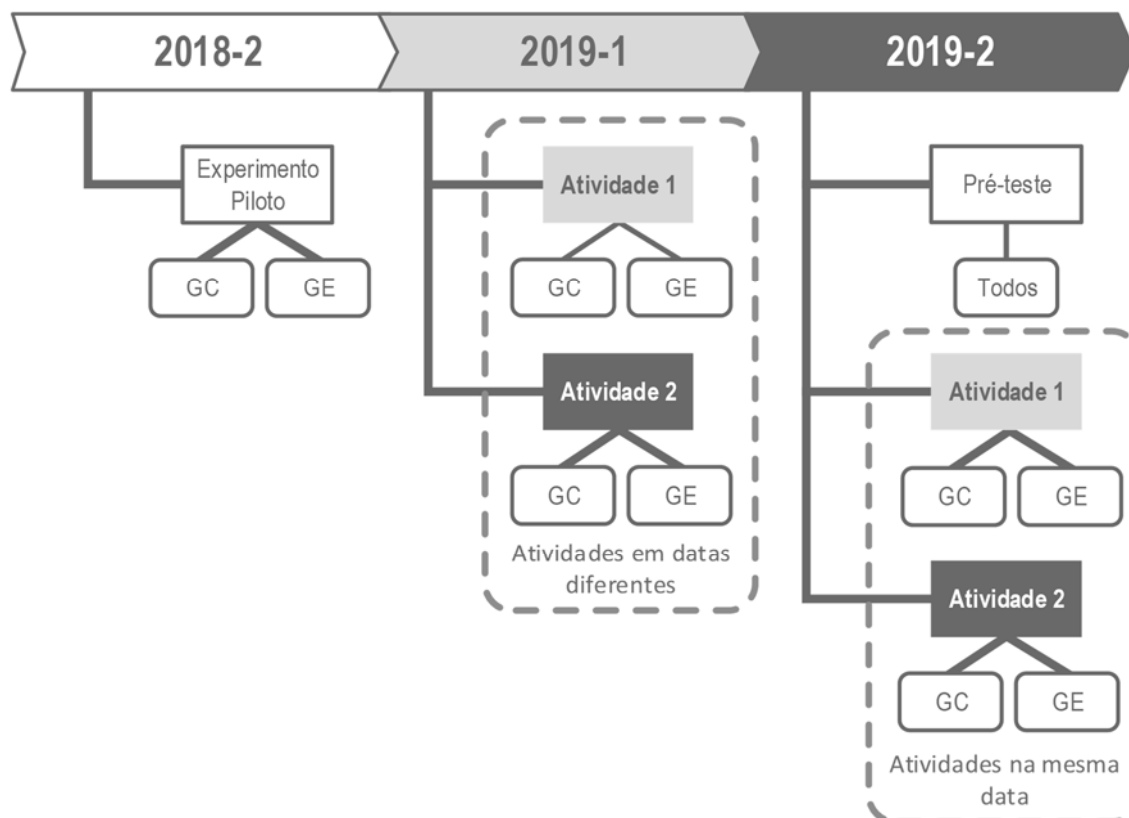 2018-2
2019-1
2019-2
Experimento
Piloto
GC
GE
Atividade 1
GC
GE
Atividade 2
GC
GE
Atividades em datas
diferentes
Pré-teste
Todos
Atividade 1
GC
GE
Atividade 2
GC
GE
Atividades na mesma
data